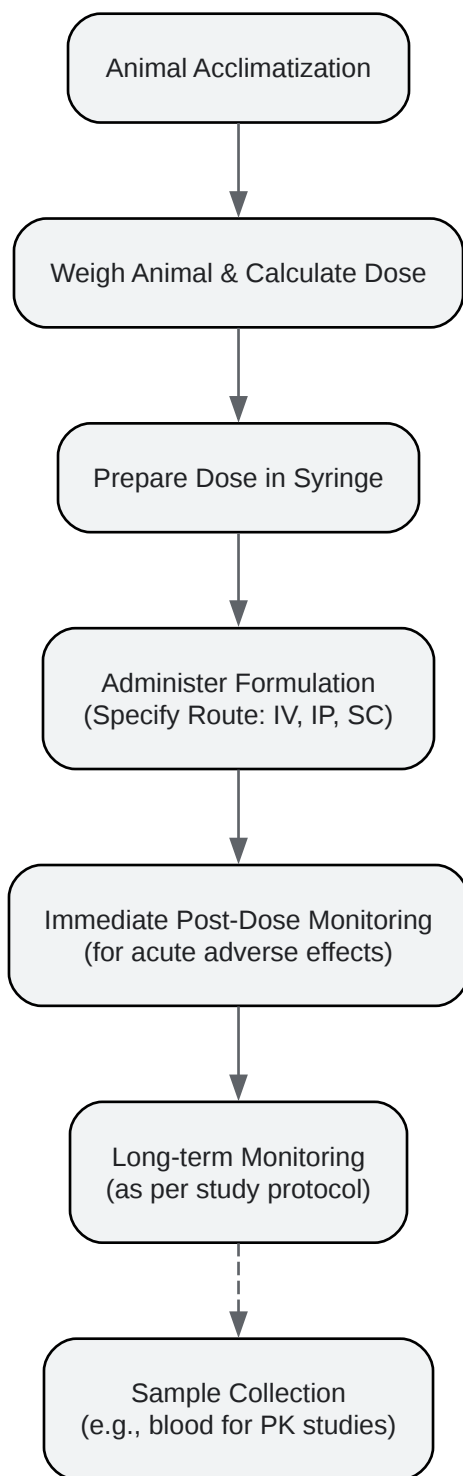 Animal Acclimatization
Weigh Animal & Calculate Dose
Prepare Dose in Syringe
Administer Formulation
(Specify Route: IV, IP, SC)
Immediate Post-Dose Monitoring
(for acute adverse effects)
Long-term Monitoring
(as per study protocol)
Sample Collection
(e.g., blood for PK studies)